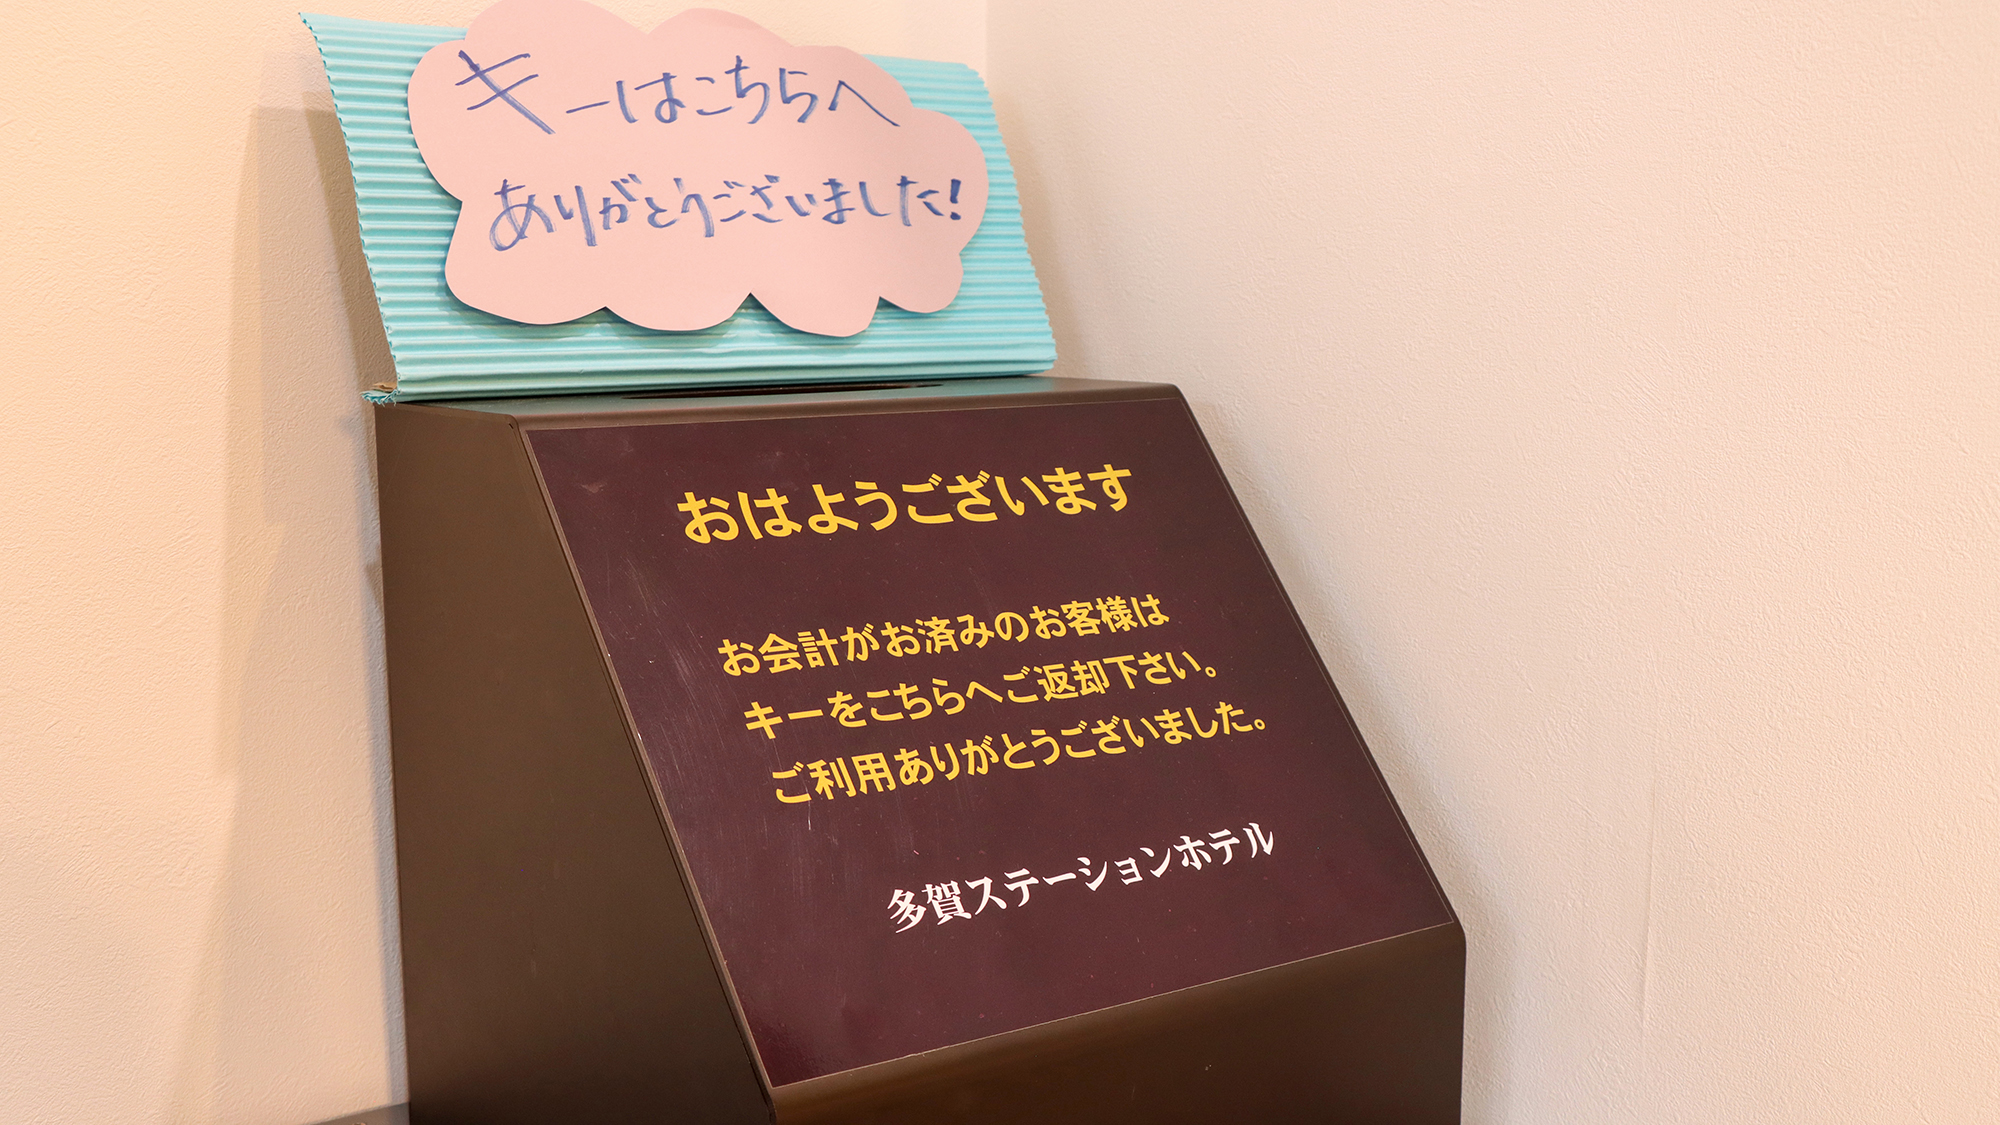 キーはこちらへ
ありがとうございました!
おはようございます
お会計がお済みのお客様は
キーをこちらへご返却下さい。
ご利用ありがとうございました。
多賀ステーションホテル